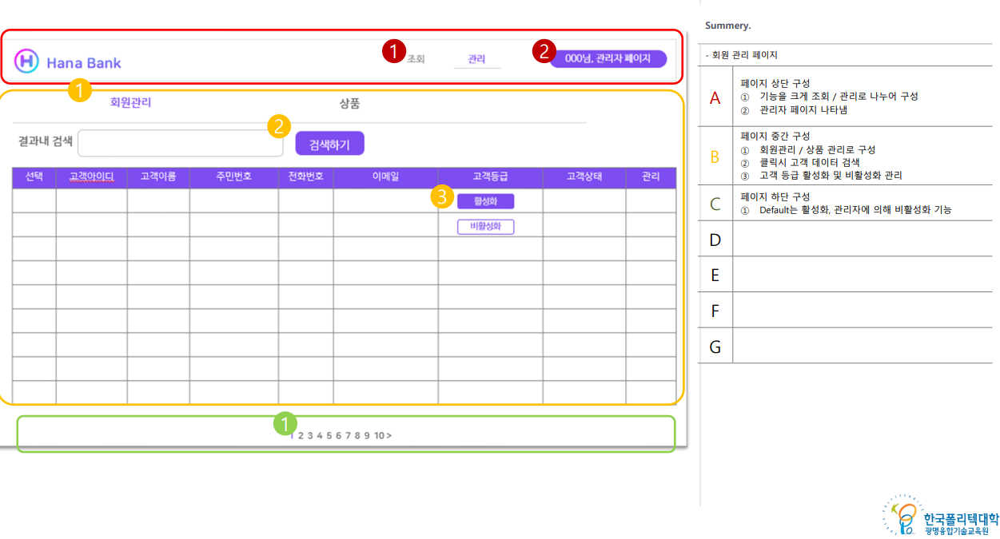 Summery.
1
조회
관리
2
000님, 관리자 페이지
Hana Bank
1
회원관리
상품
결과내 검색
2
검색하기
선택 고객아이디 고객이름 주민번호 전화번호 이메일 고객등급 고객상태 관리
3
활성화
비활성화
1
1 2 3 4 5 6 7 8 9 10 >
- 회원 관리 페이지
A
페이지 상단 구성
① 기능을 크게 조회 / 관리로 나누어 구성
② 관리자 페이지 나타냄
B
페이지 중간 구성
① 회원관리 / 상품 관리로 구성
② 클릭시 고객 데이터 검색
③ 고객 등급 활성화 및 비활성화 관리
C
페이지 하단 구성
① Default는 활성화, 관리자에 의해 비활성화 기능
D
E
F
G
한국폴리텍대학
광명융합기술교육원